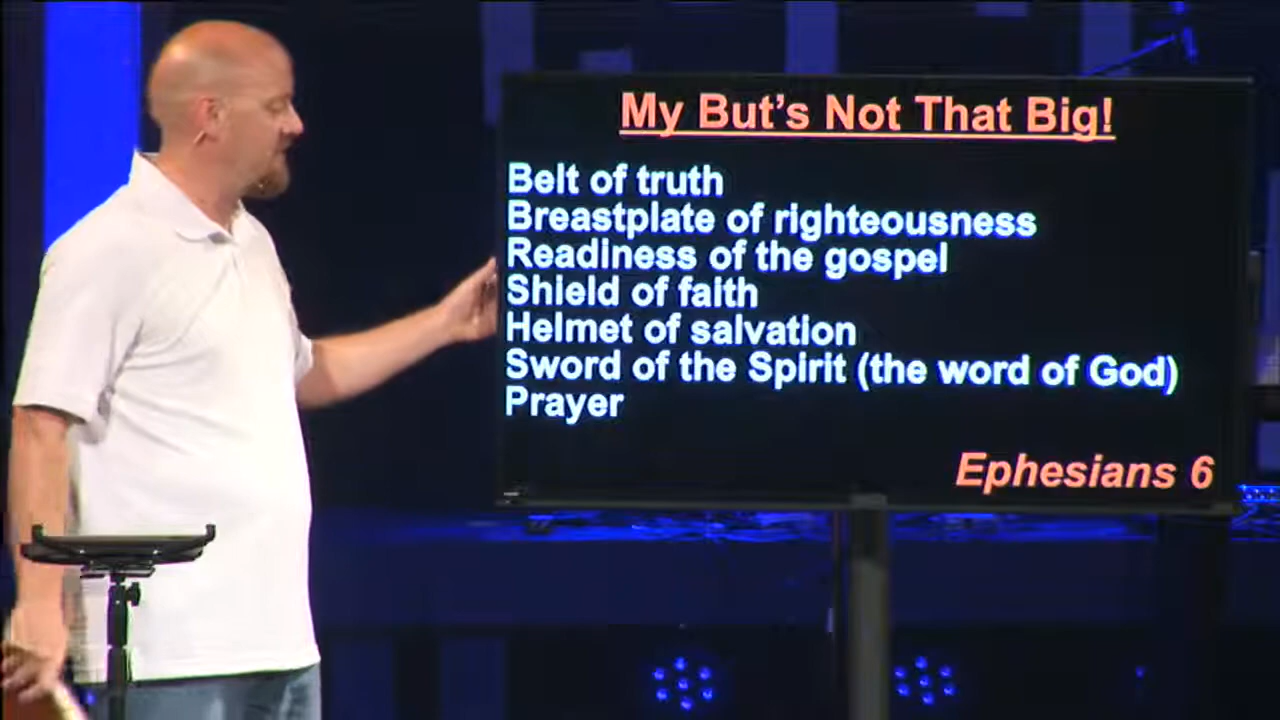 My But’s Not That Big!
Belt of truth
Breastplate of righteousness
Readiness of the gospel
Shield of faith
Helmet of salvation
Sword of the Spirit (the word of God)
Prayer
Ephesians 6